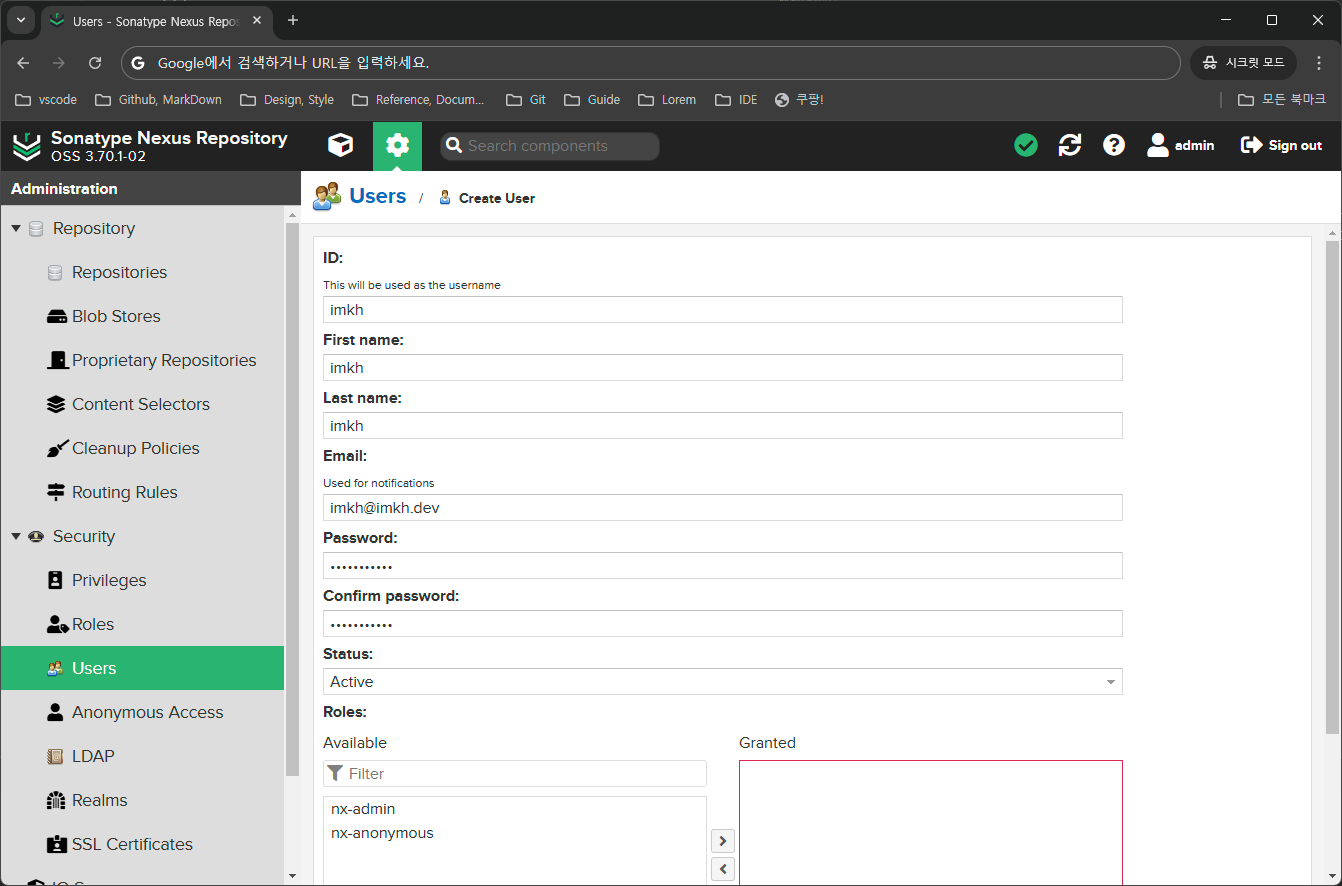 Users - Sonatype Nexus Repos
Google에서 검색하거나 URL을 입력하세요.
시크릿 모드
vscode
Github, MarkDown
Design, Style
Reference, Docum...
Git
Guide
Lorem
IDE
쿠팡!
모든 북마크
Sonatype Nexus Repository
OSS 3.70.1-02
Search components
admin
Sign out
Administration
Users / Create User
Repository
Repositories
Blob Stores
Proprietary Repositories
Content Selectors
Cleanup Policies
Routing Rules
Security
Privileges
Roles
Users
Anonymous Access
LDAP
Realms
SSL Certificates
ID:
This will be used as the username
imkh
First name:
imkh
Last name:
imkh
Email:
Used for notifications
imkh@imkh.dev
Password:
•••••••••••
Confirm password:
•••••••••••
Status:
Active
Roles:
Available
Granted
Filter
nx-admin
nx-anonymous